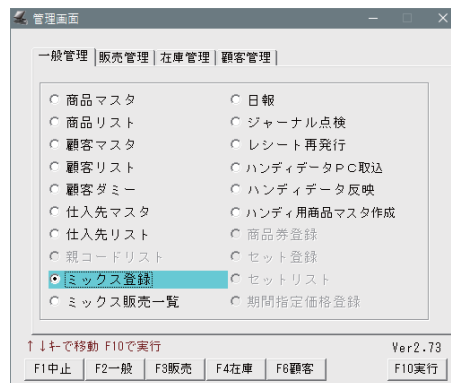 管理画面
一般管理
販売管理
在庫管理
顧客管理
商品マスタ
商品リスト
顧客マスタ
顧客リスト
顧客ダミー
仕入先マスタ
仕入先リスト
親コードリスト
ミックス登録
ミックス販売一覧
日報
ジャーナル点検
レシート再発行
ハンディデータPC取込
ハンディデータ反映
ハンディ用商品マスタ作成
商品券登録
セット登録
セットリスト
期間指定価格登録
↑↓キーで移動 F10で実行
Ver2.73
F1中止
F2一般
F3販売
F4在庫
F6顧客
F10実行